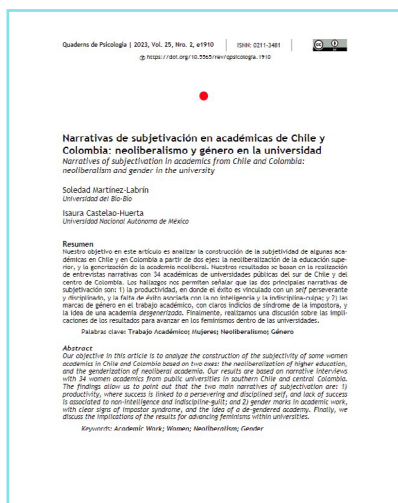 Quaderns de Psicologia | 2023, Vol. 25, Nro. 2, e1910 | ISNN: 0211-3481
https://doi.org/10.5565/rev/qpsicologia.1910
Narrativas de subjetivación en académicas de Chile y
Colombia: neoliberalismo y género en la universidad
Narratives of subjectivation in academics from Chile and Colombia:
neoliberalism and gender in the university
Soledad Martínez-Labrín
Universidad del Bio-Bio
Isaura Castelao-Huerta
Universidad Nacional Autónoma de México
Resumen
Nuestro objetivo en este artículo es analizar la construcción de la subjetividad de algunas aca-
démicas en Chile y en Colombia a partir de dos ejes: la neoliberalización de la educación supe-
rior, y la generización de la academia neoliberal. Nuestros resultados se basan en la realización
de entrevistas narrativas con 34 académicas de universidades públicas del sur de Chile y del
centro de Colombia. Los hallazgos nos permiten señalar que las dos principales narrativas de
subjetivación son: 1) la productividad, en donde el éxito es vinculado con un self perseverante
y disciplinado, y la falta de éxito asociada con la no inteligencia y la indisciplina-culpa; y 2) las
marcas de género en el trabajo académico, con claros indicios de síndrome de la impostora, y
la idea de una academia desgenerizada. Finalmente, realizamos una discusión sobre las impli-
caciones de los resultados para avanzar en los feminismos dentro de las universidades.
Palabras clave: Trabajo Académico; Mujeres; Neoliberalismo; Género
Abstract
Our objective in this article is to analyze the construction of the subjectivity of some women
academics in Chile and Colombia based on two axes: the neoliberalization of higher education,
and the genderization of neoliberal academia. Our results are based on narrative interviews
with 34 women academics from public universities in southern Chile and central Colombia.
The findings allow us to point out that the two main narratives of subjectivation are: 1)
productivity, where success is linked to a persevering and disciplined self, and lack of success
is associated to non-intelligence and indiscipline-guilt; and 2) gender marks in academic work,
with clear signs of impostor syndrome, and the idea of a de-gendered academy. Finally, we
discuss the implications of the results for advancing feminisms within universities.
Keywords: Academic Work; Women; Neoliberalism; Gender